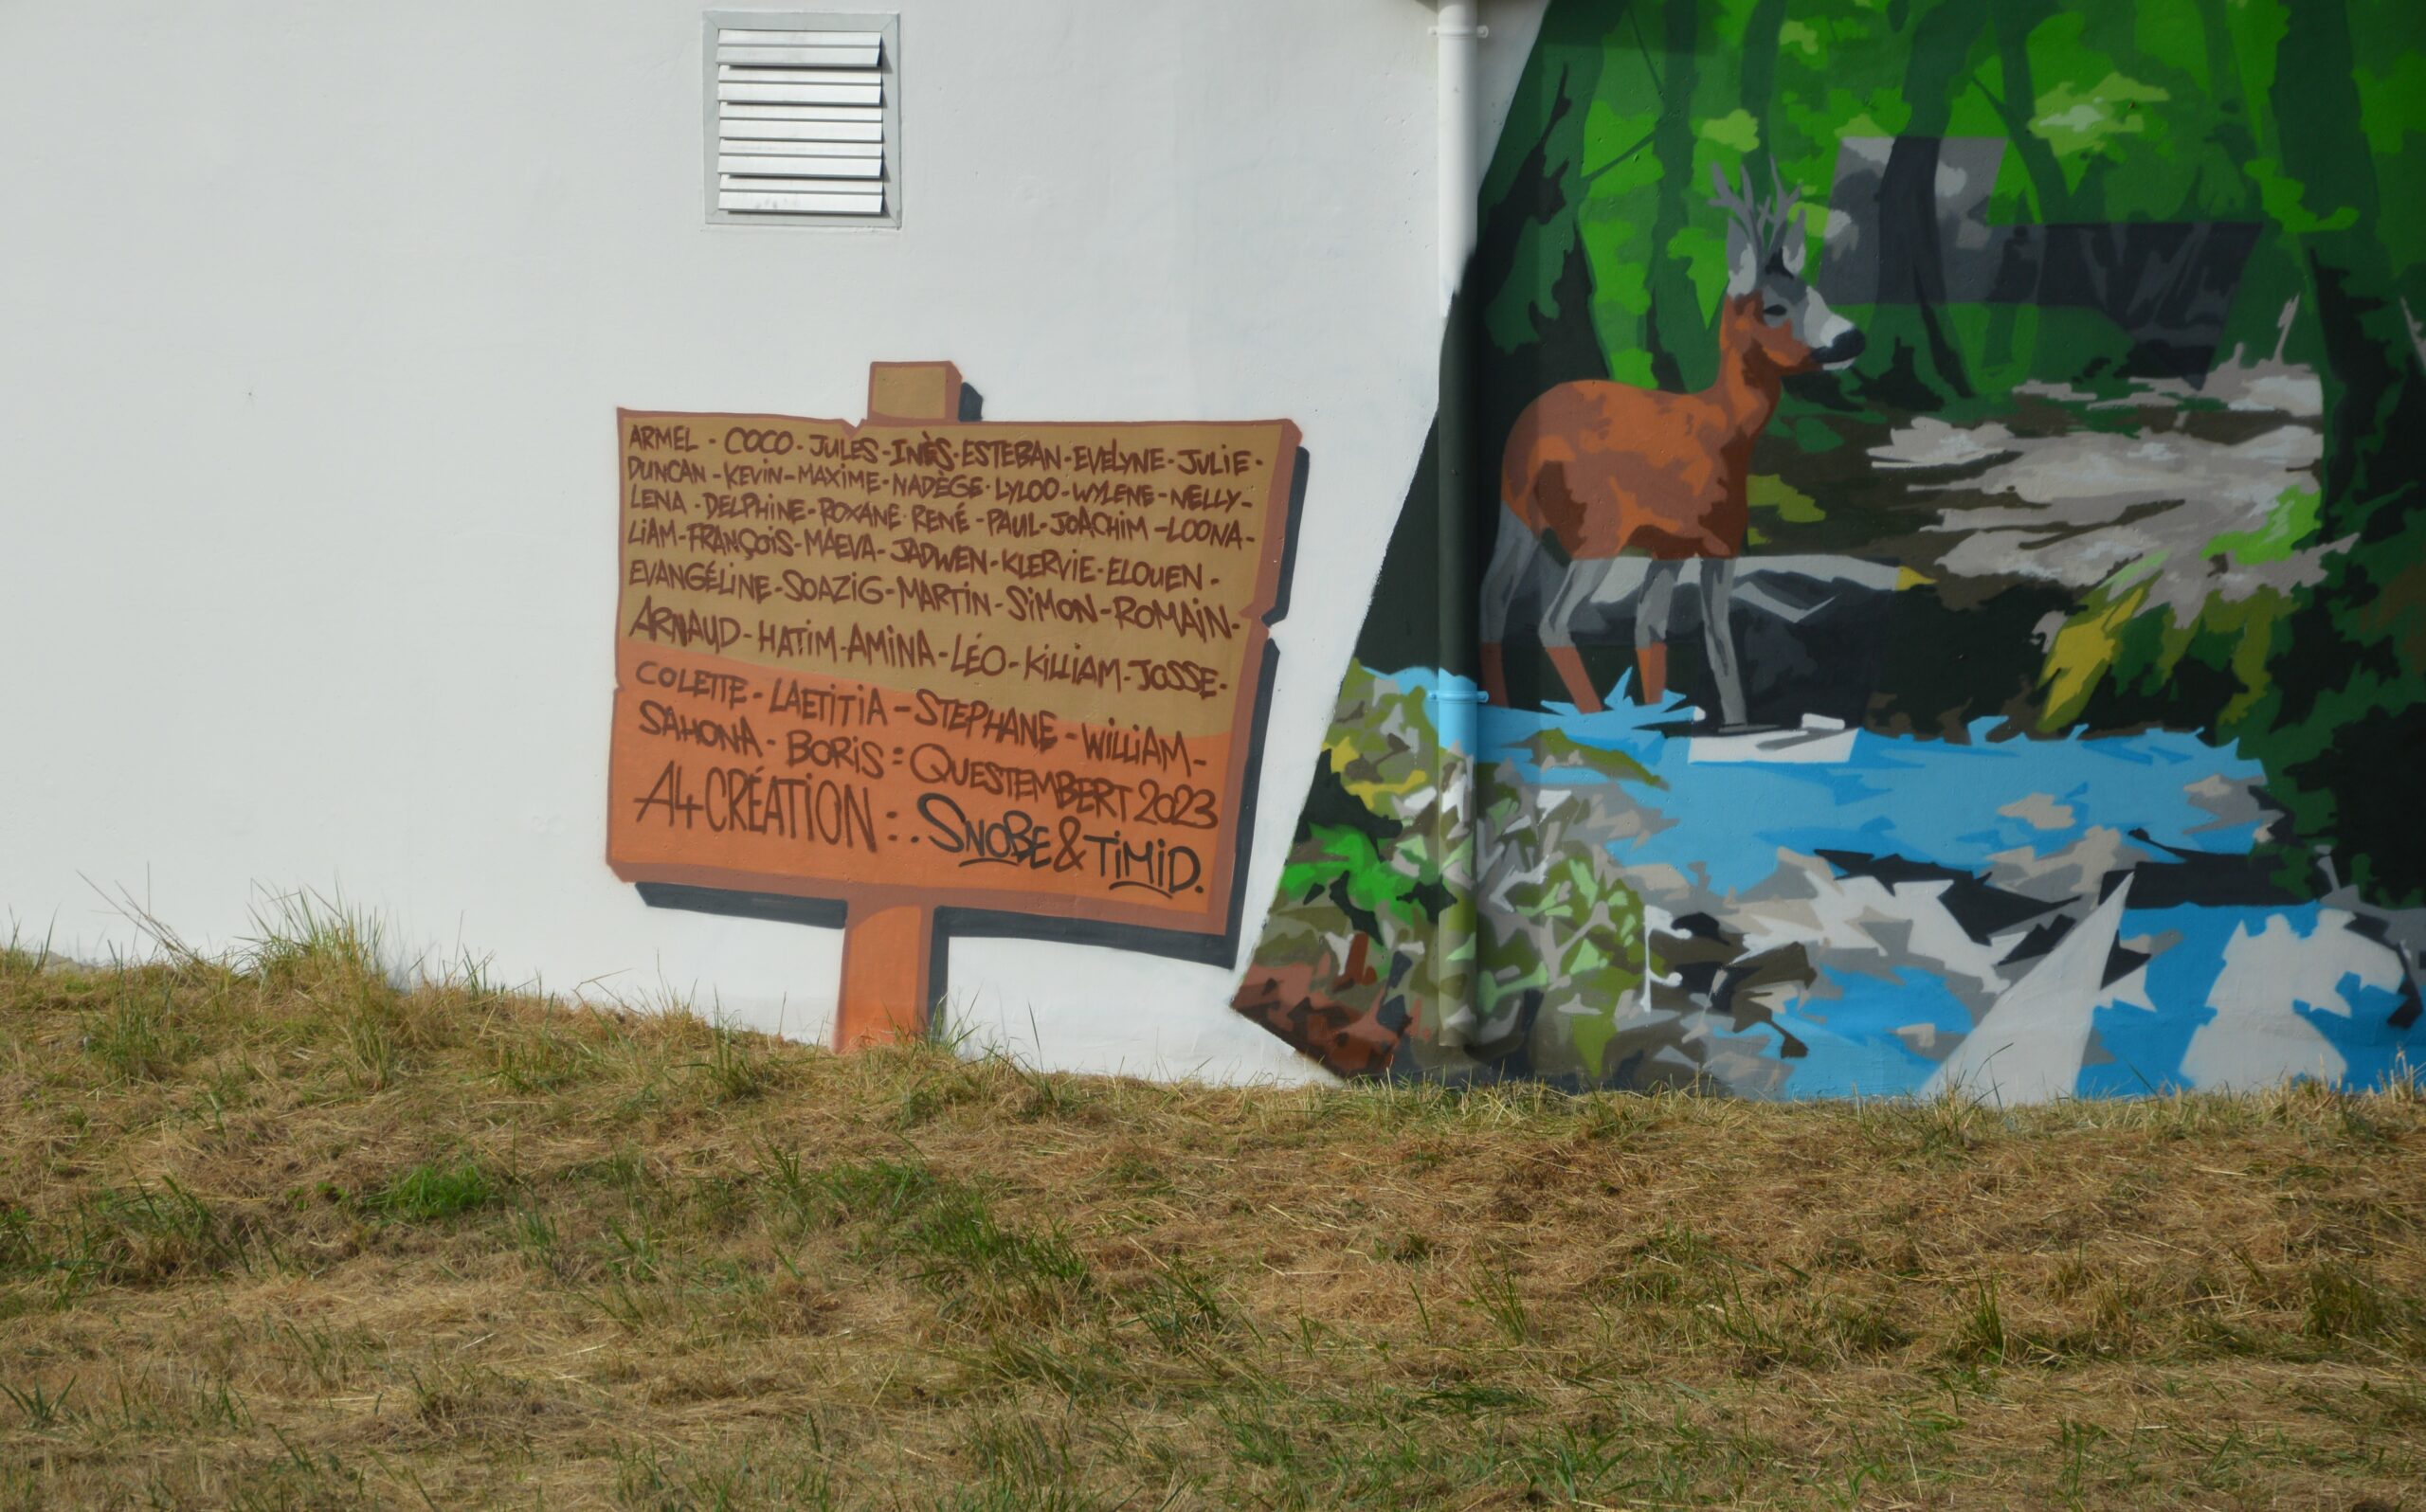 ARMEL - COCO - JULES - INÈS - ESTEBAN - EVELYNE - JULIE -
DUNCAN - KEVIN - MAXIME - NADÈGE - LYLOO - WYLENE - NELLY -
LENA - DELPHINE - ROXANE - RENÉ - PAUL - JOACHIM - LOONA -
LIAM - FRANÇOIS - MAEVA - JADWEN - KLERVIE - ELOUEN -
EVANGÉLINE - SOAZIG - MARTIN - SIMON - ROMAIN -
ARNAUD - HATIM - AMINA - LÉO - KILLIAM - JOSSE -
COLETTE - LAETITIA - STEPHANE - WILLIAM -
SAHONA - BORIS : QUESTEMBERT 2023
A4 CRÉATION :. SNOBE & TIMID.